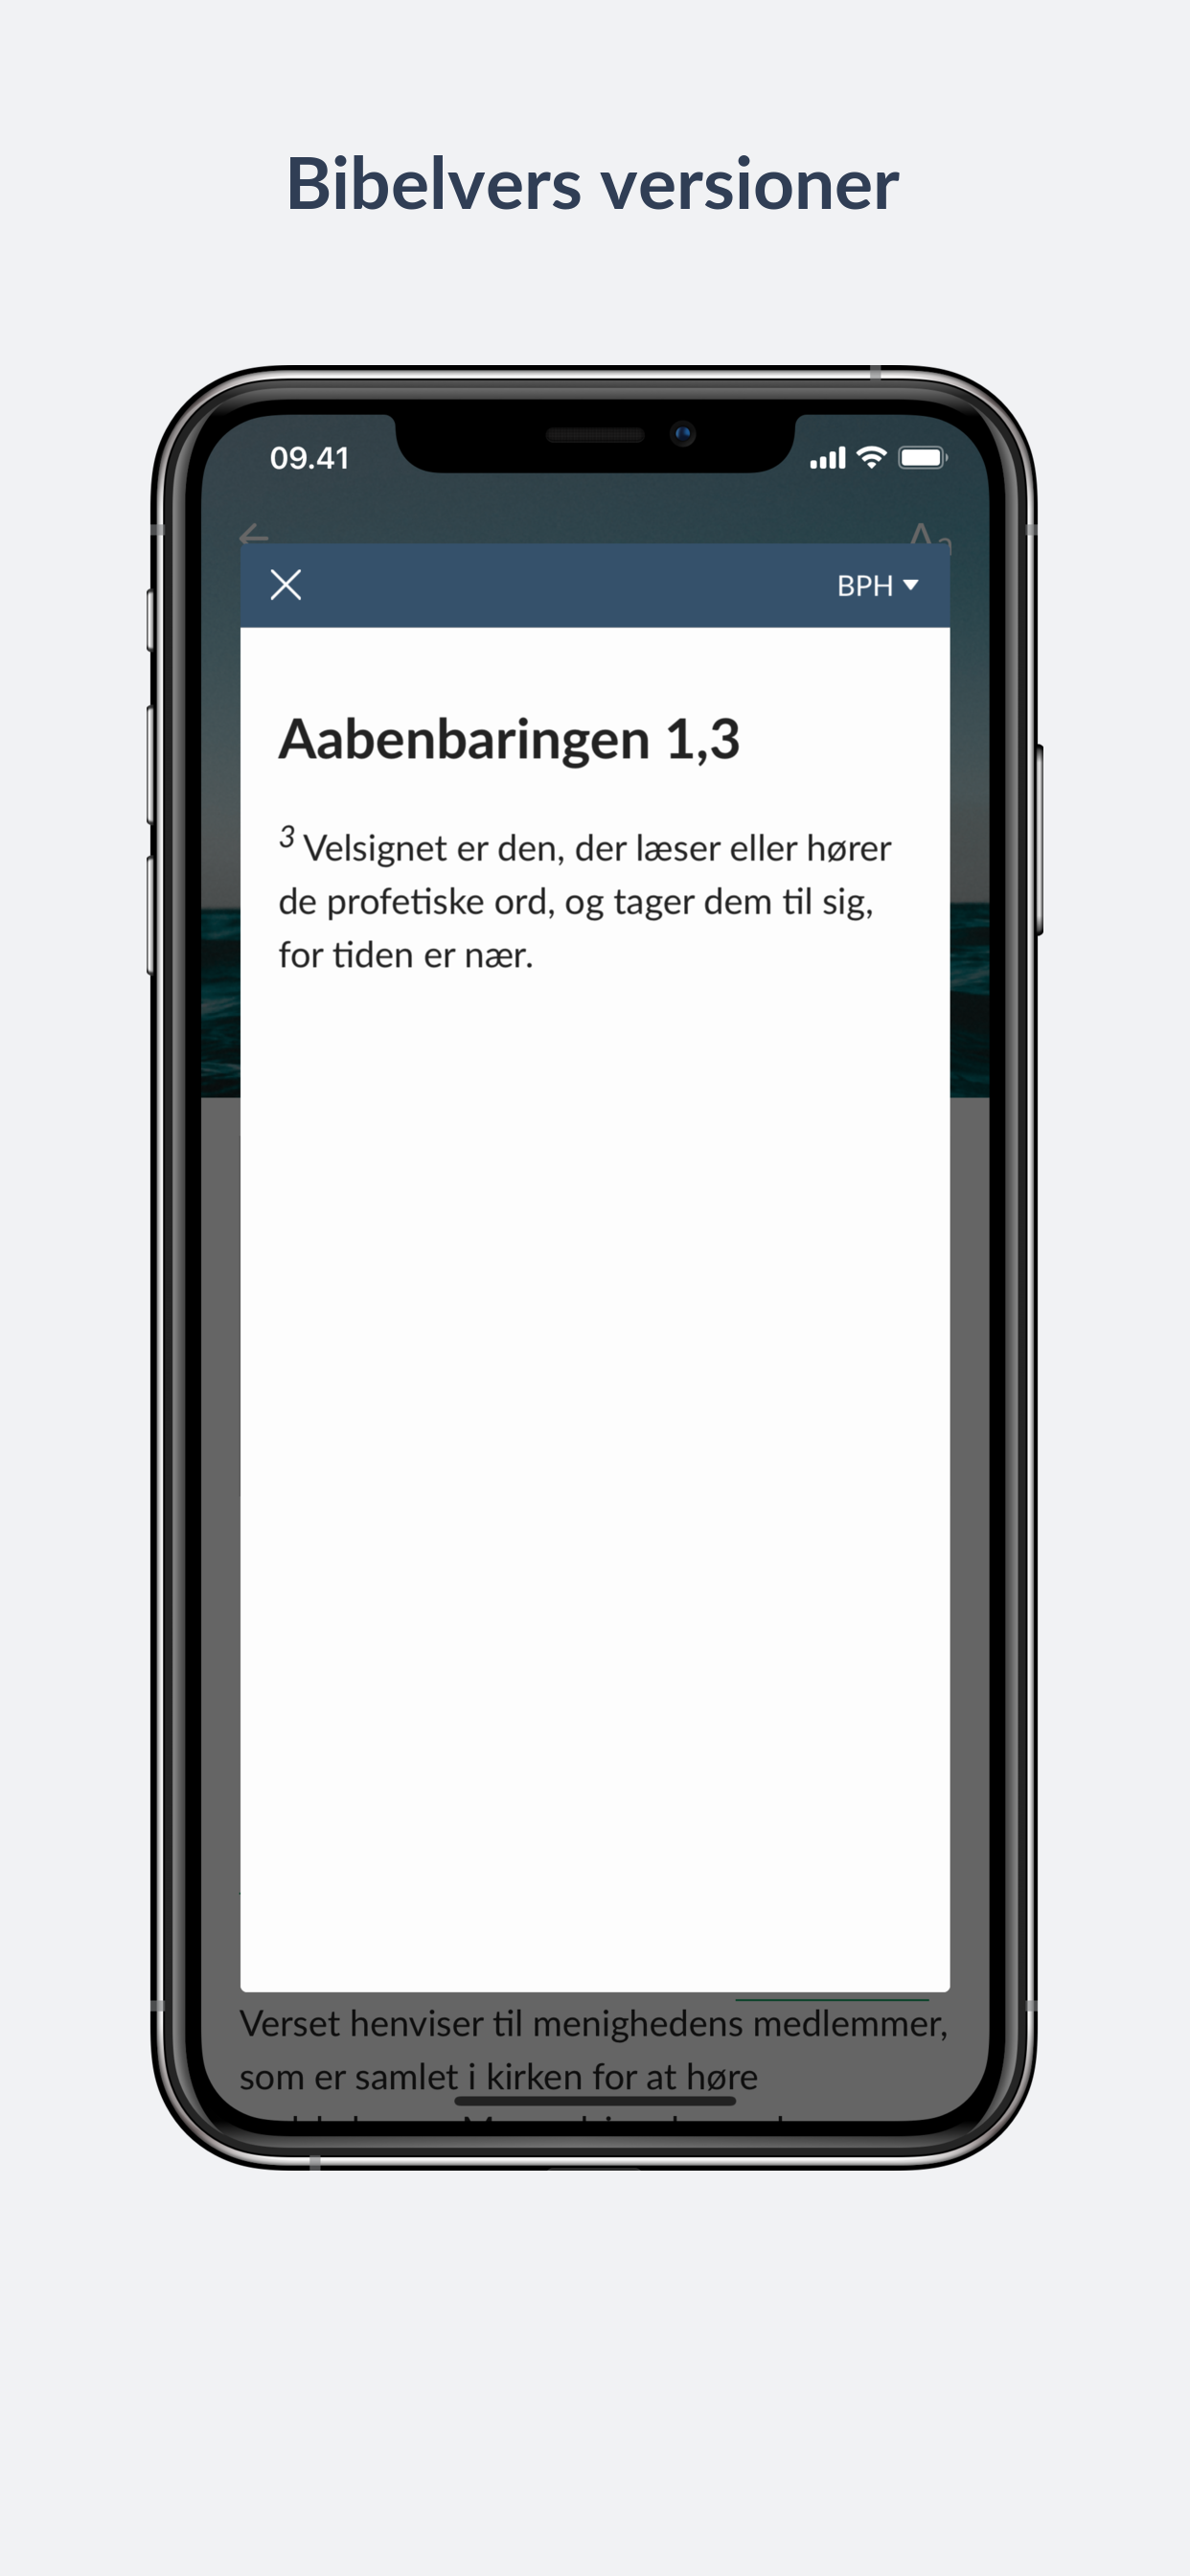 Bibelvers versioner
09.41
Aa
BPH
Aabenbaringen 1,3
3 Velsignet er den, der læser eller hører
de profetiske ord, og tager dem til sig,
for tiden er nær.
Verset henviser til menighedens medlemmer,
som er samlet i kirken for at høre